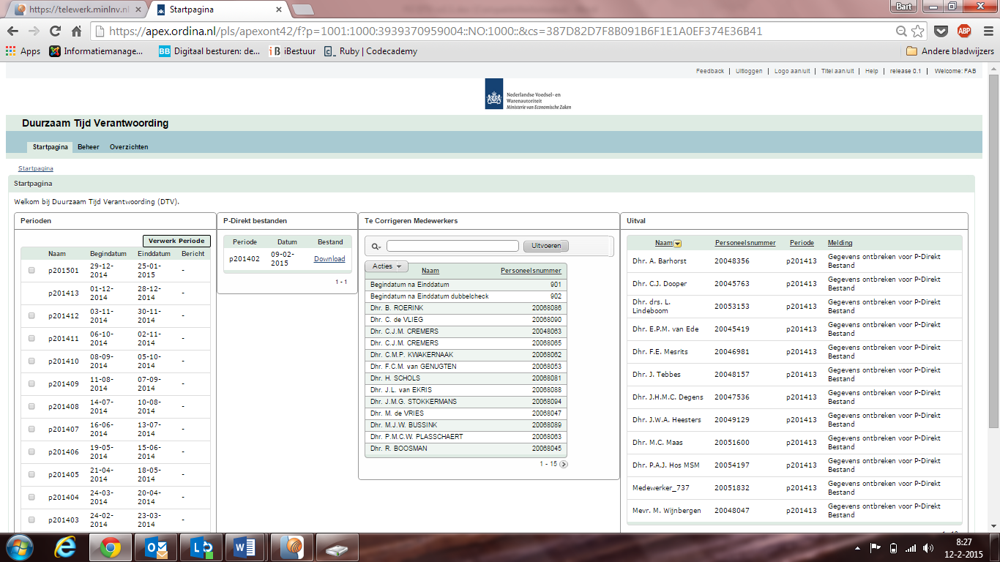 https://telewerk.minlnv.nl
Startpagina
Bart
https://apex.ordina.nl/pls/apexont42/f?p=1001:1000:3939370959004::NO:1000::&cs=387D82D7F8B091B6F1E1A0EF374E36B41
ABP
Apps
Informatiemanage...
BB Digitaal besturen: de...
iB iBestuur
C_ Ruby | Codecademy
Andere bladwijzers
Feedback | Uitloggen | Logo aan/uit | Titel aan/uit | Help | release 0.1 | Welcome: FAB
Nederlandse Voedsel- en
Warenautoriteit
Ministerie van Economische Zaken
Duurzaam Tijd Verantwoording
Startpagina Beheer Overzichten
Startpagina
Startpagina
Welkom bij Duurzaam Tijd Verantwoording (DTV).
Perioden
Verwerk Periode
Naam Begindatum Einddatum Bericht
p201501 29-12-2014 25-01-2015 -
p201413 01-12-2014 28-12-2014 -
p201412 03-11-2014 30-11-2014 -
p201411 06-10-2014 02-11-2014 -
p201410 08-09-2014 05-10-2014 -
p201409 11-08-2014 07-09-2014 -
p201408 14-07-2014 10-08-2014 -
p201407 16-06-2014 13-07-2014 -
p201406 19-05-2014 15-06-2014 -
p201405 21-04-2014 18-05-2014 -
p201404 24-03-2014 20-04-2014 -
p201403 24-02-2014 23-03-2014 -
P-Direkt bestanden
Periode Datum Bestand
p201402 09-02-2015 Download
1 - 1
Te Corrigeren Medewerkers
Uitvoeren
Acties
Naam Personeelsnummer
Begindatum na Einddatum 901
Begindatum na Einddatum dubbelcheck 902
Dhr. B. ROERINK 20068086
Dhr. C. de VLIEG 20068090
Dhr. C.J.M. CREMERS 20048063
Dhr. C.J.M. CREMERS 20068065
Dhr. C.M.P. KWAKERNAAK 20068062
Dhr. F.C.M. van GENUGTEN 20068053
Dhr. H. SCHOLS 20068081
Dhr. J.L. van EKRIS 20068088
Dhr. J.M.G. STOKKERMANS 20068094
Dhr. M. de VRIES 20068047
Dhr. M.J.W. BUSSINK 20068089
Dhr. P.M.C.W. PLASSCHAERT 20068063
Dhr. R. BOOSMAN 20068045
1 - 15
Uitval
Naam Personeelsnummer Periode Melding
Dhr. A. Barhorst 20048356 p201413 Gegevens ontbreken voor P-Direkt Bestand
Dhr. C.J. Dooper 20045763 p201413 Gegevens ontbreken voor P-Direkt Bestand
Dhr. drs. L. Lindeboom 20053153 p201413 Gegevens ontbreken voor P-Direkt Bestand
Dhr. E.P.M. van Ede 20045419 p201413 Gegevens ontbreken voor P-Direkt Bestand
Dhr. F.E. Mesrits 20046981 p201413 Gegevens ontbreken voor P-Direkt Bestand
Dhr. J. Tebbes 20048157 p201413 Gegevens ontbreken voor P-Direkt Bestand
Dhr. J.H.M.C. Degens 20047536 p201413 Gegevens ontbreken voor P-Direkt Bestand
Dhr. J.W.A. Heesters 20049129 p201413 Gegevens ontbreken voor P-Direkt Bestand
Dhr. M.C. Maas 20051600 p201413 Gegevens ontbreken voor P-Direkt Bestand
Dhr. P.A.J. Hos MSM 20054197 p201413 Gegevens ontbreken voor P-Direkt Bestand
Medewerker_737 20051832 p201413 Gegevens ontbreken voor P-Direkt Bestand
Mevr. M. Wijnbergen 20048047 p201413 Gegevens ontbreken voor P-Direkt Bestand
8:27
12-2-2015